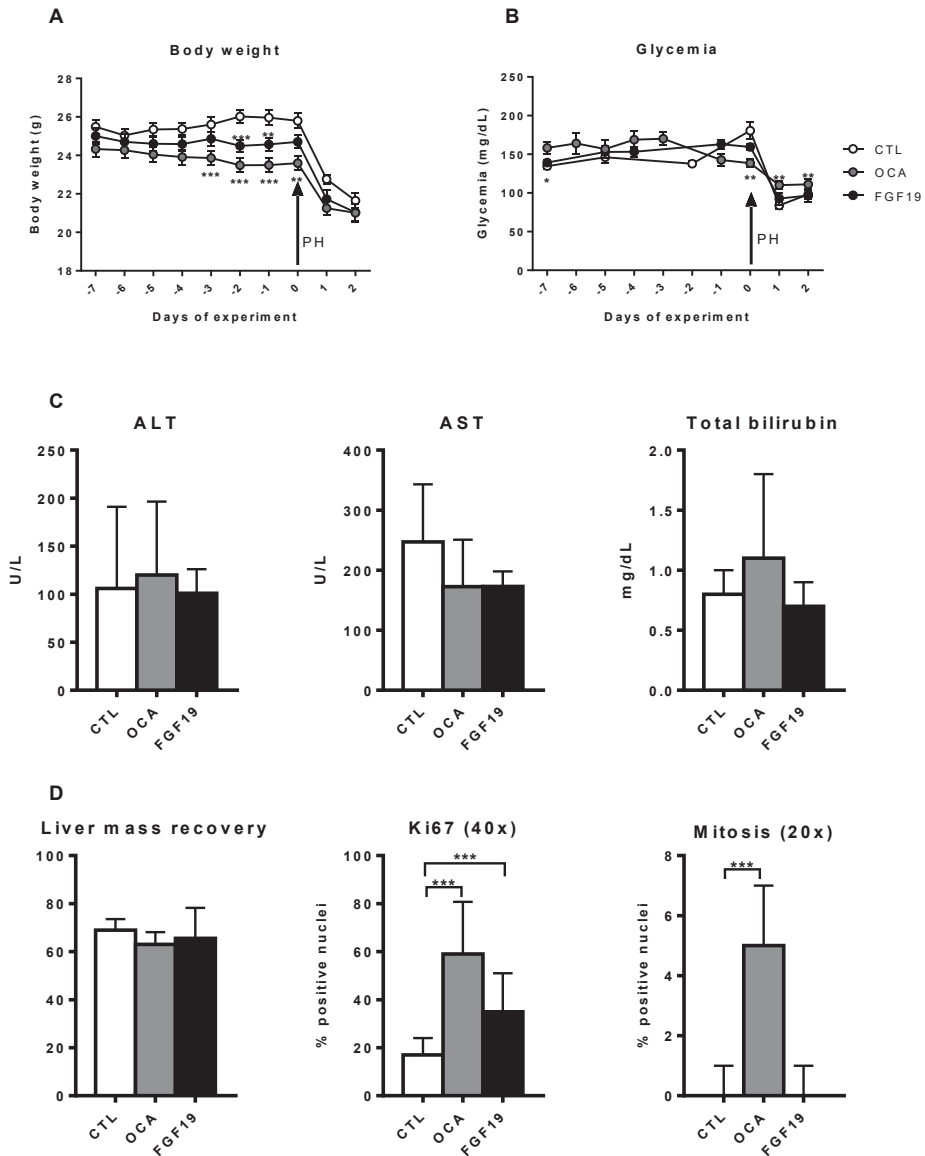 A
Body weight
28
26
24
22
20
18
Body weight (g)
*** **
*** *** *** **
PH
-7 -6 -5 -4 -3 -2 -1 0 1 2
Days of experiment
B
Glycemia
250
200
150
100
50
0
Glycemia (mg/dL)
* ** ** **
PH
-7 -6 -5 -4 -3 -2 -1 0 1 2
Days of experiment
CTL
OCA
FGF19
C
ALT
250
200
150
100
50
0
U/L
CTL OCA FGF19
AST
400
300
200
100
0
U/L
CTL OCA FGF19
Total bilirubin
2.0
1.5
1.0
0.5
0.0
mg/dL
CTL OCA FGF19
D
Liver mass recovery
100
80
60
40
20
0
CTL OCA FGF19
Ki67 (40x)
100
80
60
40
20
0
% positive nuclei
***
***
CTL OCA FGF19
Mitosis (20x)
8
6
4
2
0
% positive nuclei
***
CTL OCA FGF19